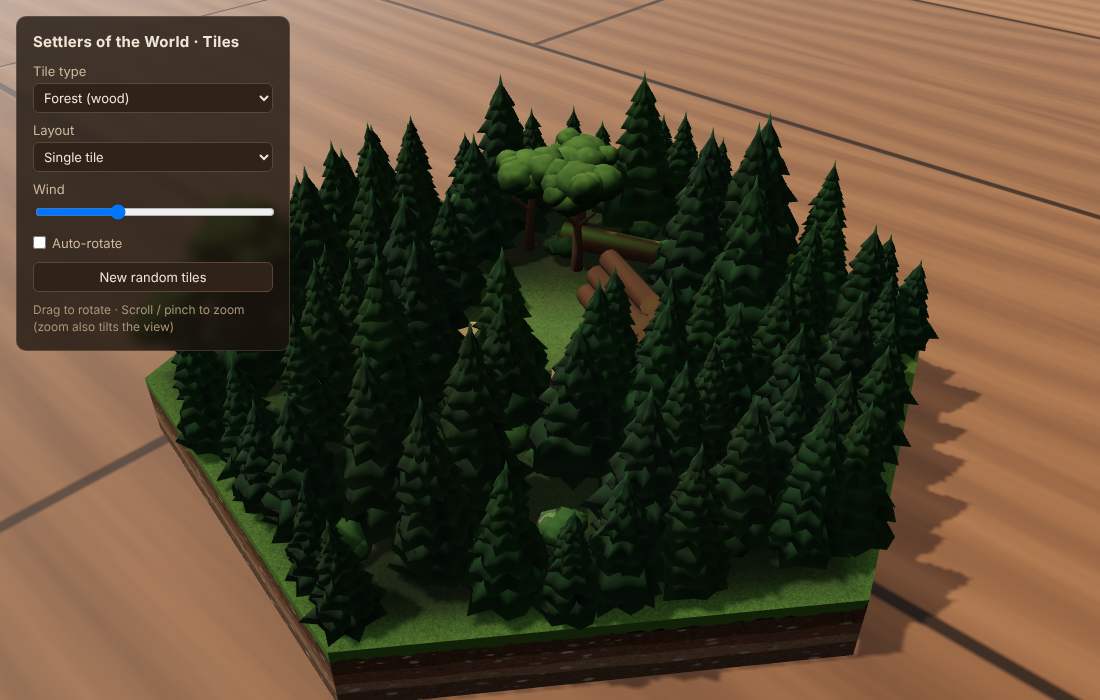 Settlers of the World · Tiles
Tile type
Forest (wood)
Layout
Single tile
Wind
Auto-rotate
New random tiles
Drag to rotate · Scroll / pinch to zoom
(zoom also tilts the view)